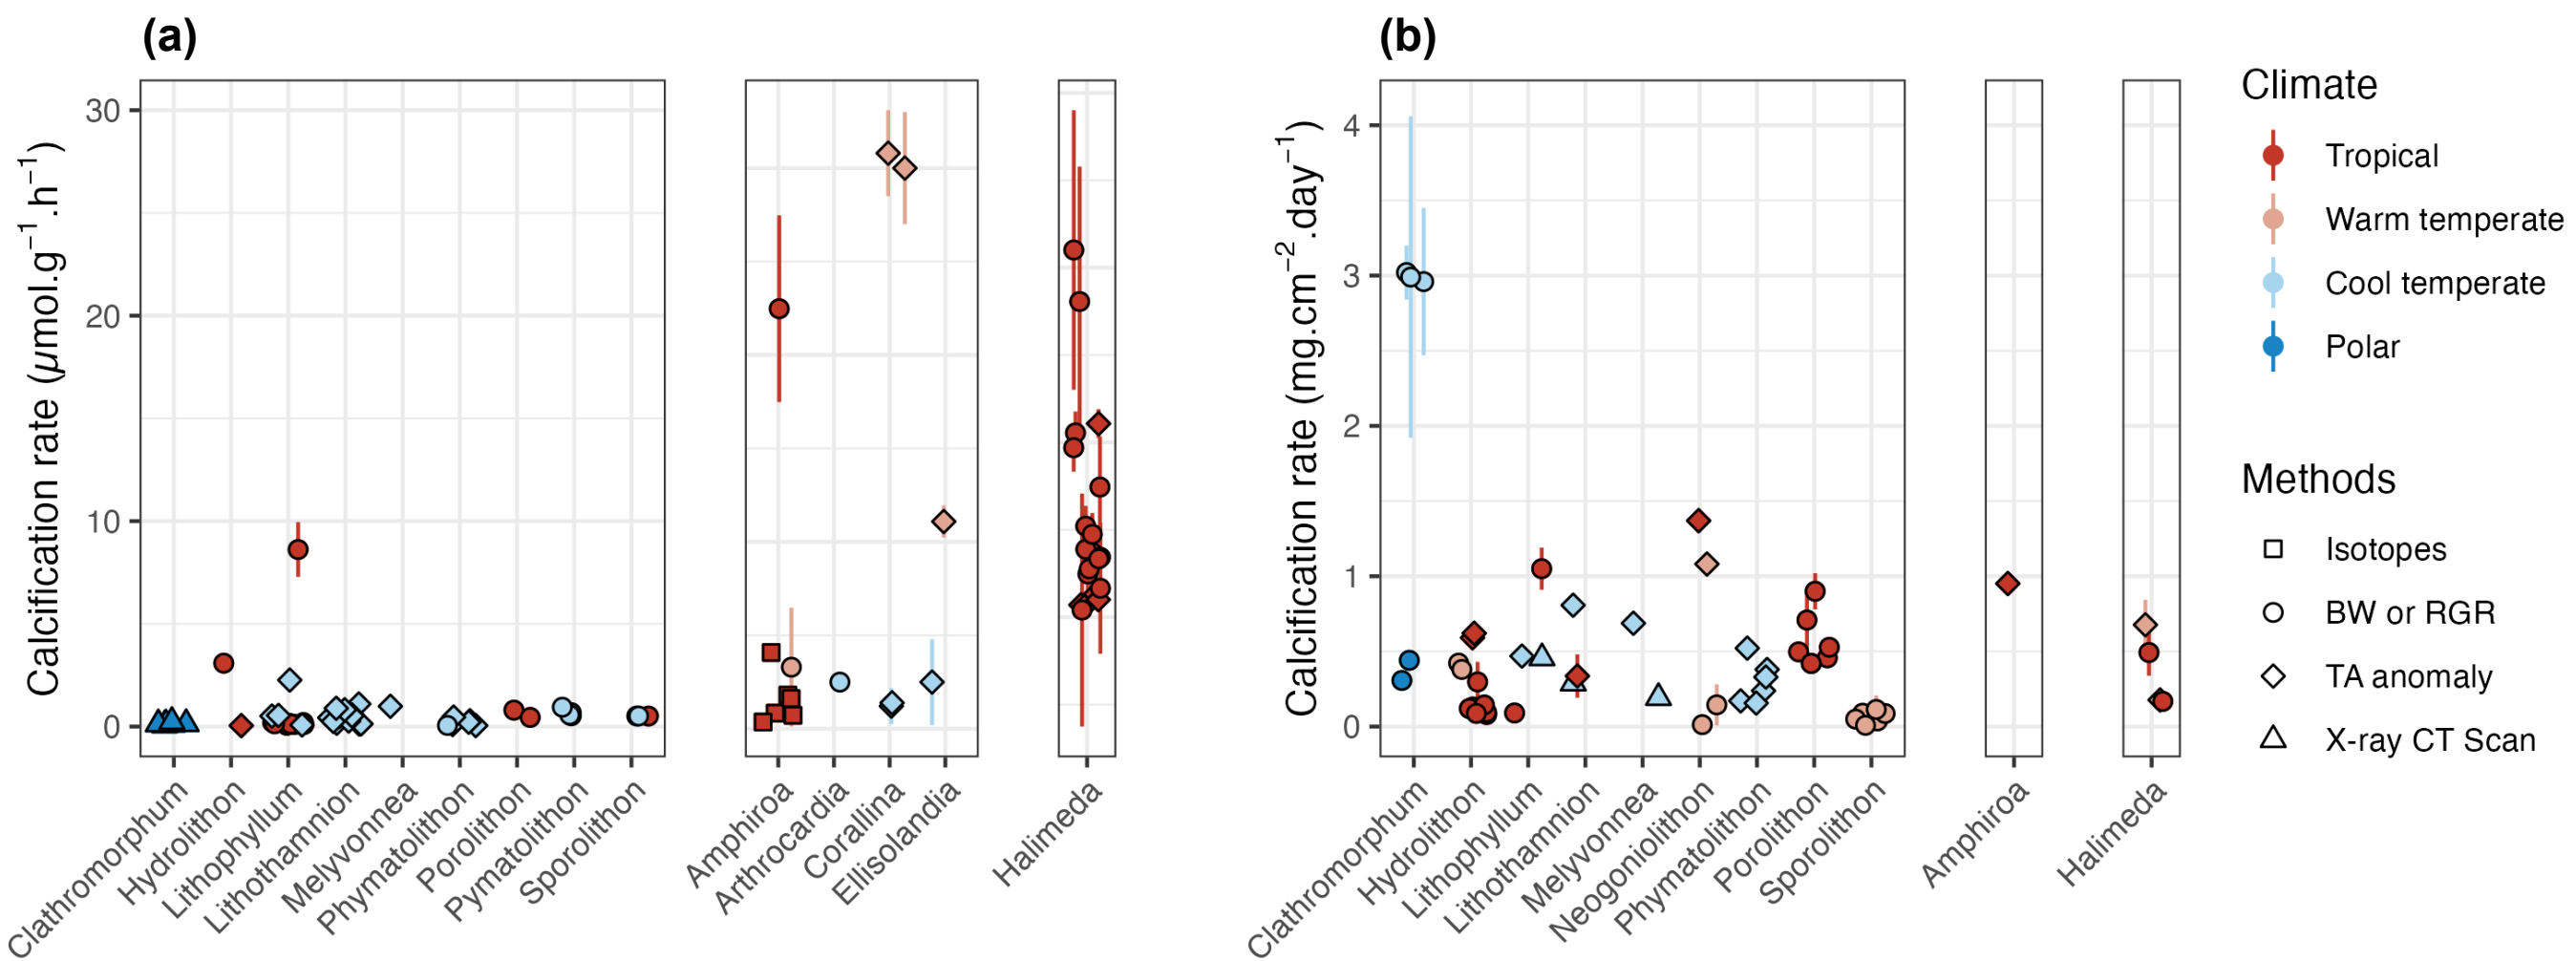 (a)
Calcification rate (μmol.g⁻¹.h⁻¹)
30
20
10
0
Clathromorphum
Hydrolithon
Lithophyllum
Lithothamnion
Melyvonnea
Phymatolithon
Porolithon
Pymatolithon
Sporolithon
Amphiroa
Arthrocardia
Corallina
Ellisolandia
Halimeda
(b)
Calcification rate (mg.cm⁻².day⁻¹)
4
3
2
1
0
Clathromorphum
Hydrolithon
Lithophyllum
Lithothamnion
Melyvonnea
Neogoniolithon
Phymatolithon
Porolithon
Sporolithon
Amphiroa
Halimeda
Climate
Tropical
Warm temperate
Cool temperate
Polar
Methods
Isotopes
BW or RGR
TA anomaly
X-ray CT Scan